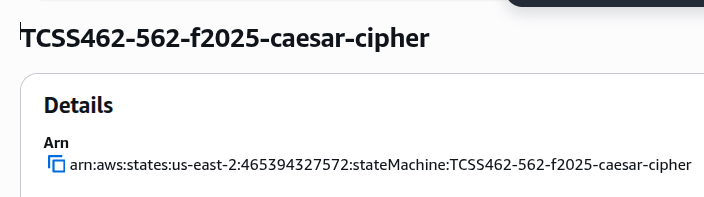 TCSS462-562-f2025-caesar-cipher
Details
Arn
arn:aws:states:us-east-2:465394327572:stateMachine:TCSS462-562-f2025-caesar-cipher